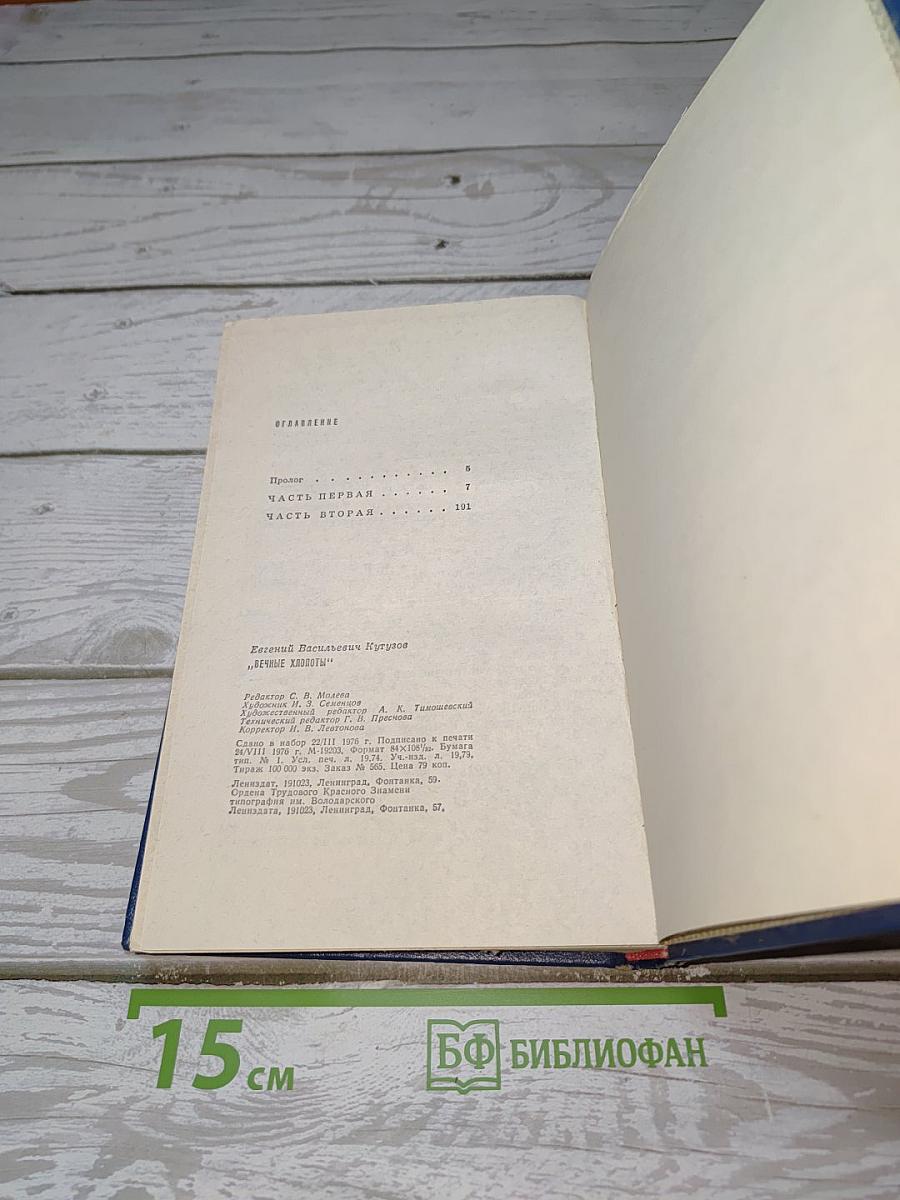 ОГЛАВЛЕНИЕ
Пролог . . . . . . . . . . . 5
ЧАСТЬ ПЕРВАЯ . . . . . . 7
ЧАСТЬ ВТОРАЯ . . . . . . 191
Евгений Васильевич Кутузов
„ВЕЧНЫЕ ХЛОПОТЫ“
Редактор С. В. Молева
Художник И. З. Семенцов
Художественный редактор А. К. Тимошевский
Технический редактор Г. В. Преснова
Корректор И. В. Левтонова
Сдано в набор 22/III 1976 г. Подписано к печати
24/VIII 1976 г. М-19203. Формат 84×108¹/₃₂. Бумага
тип. № 1. Усл. печ. л. 19,74. Уч.-изд. л. 19,79.
Тираж 100 000 экз. Заказ № 565. Цена 79 коп.
Лениздат, 191023, Ленинград, Фонтанка, 59.
Ордена Трудового Красного Знамени
типография им. Володарского
Лениздата, 191023, Ленинград, Фонтанка, 57.
15 см
БФ БИБЛИОФАН